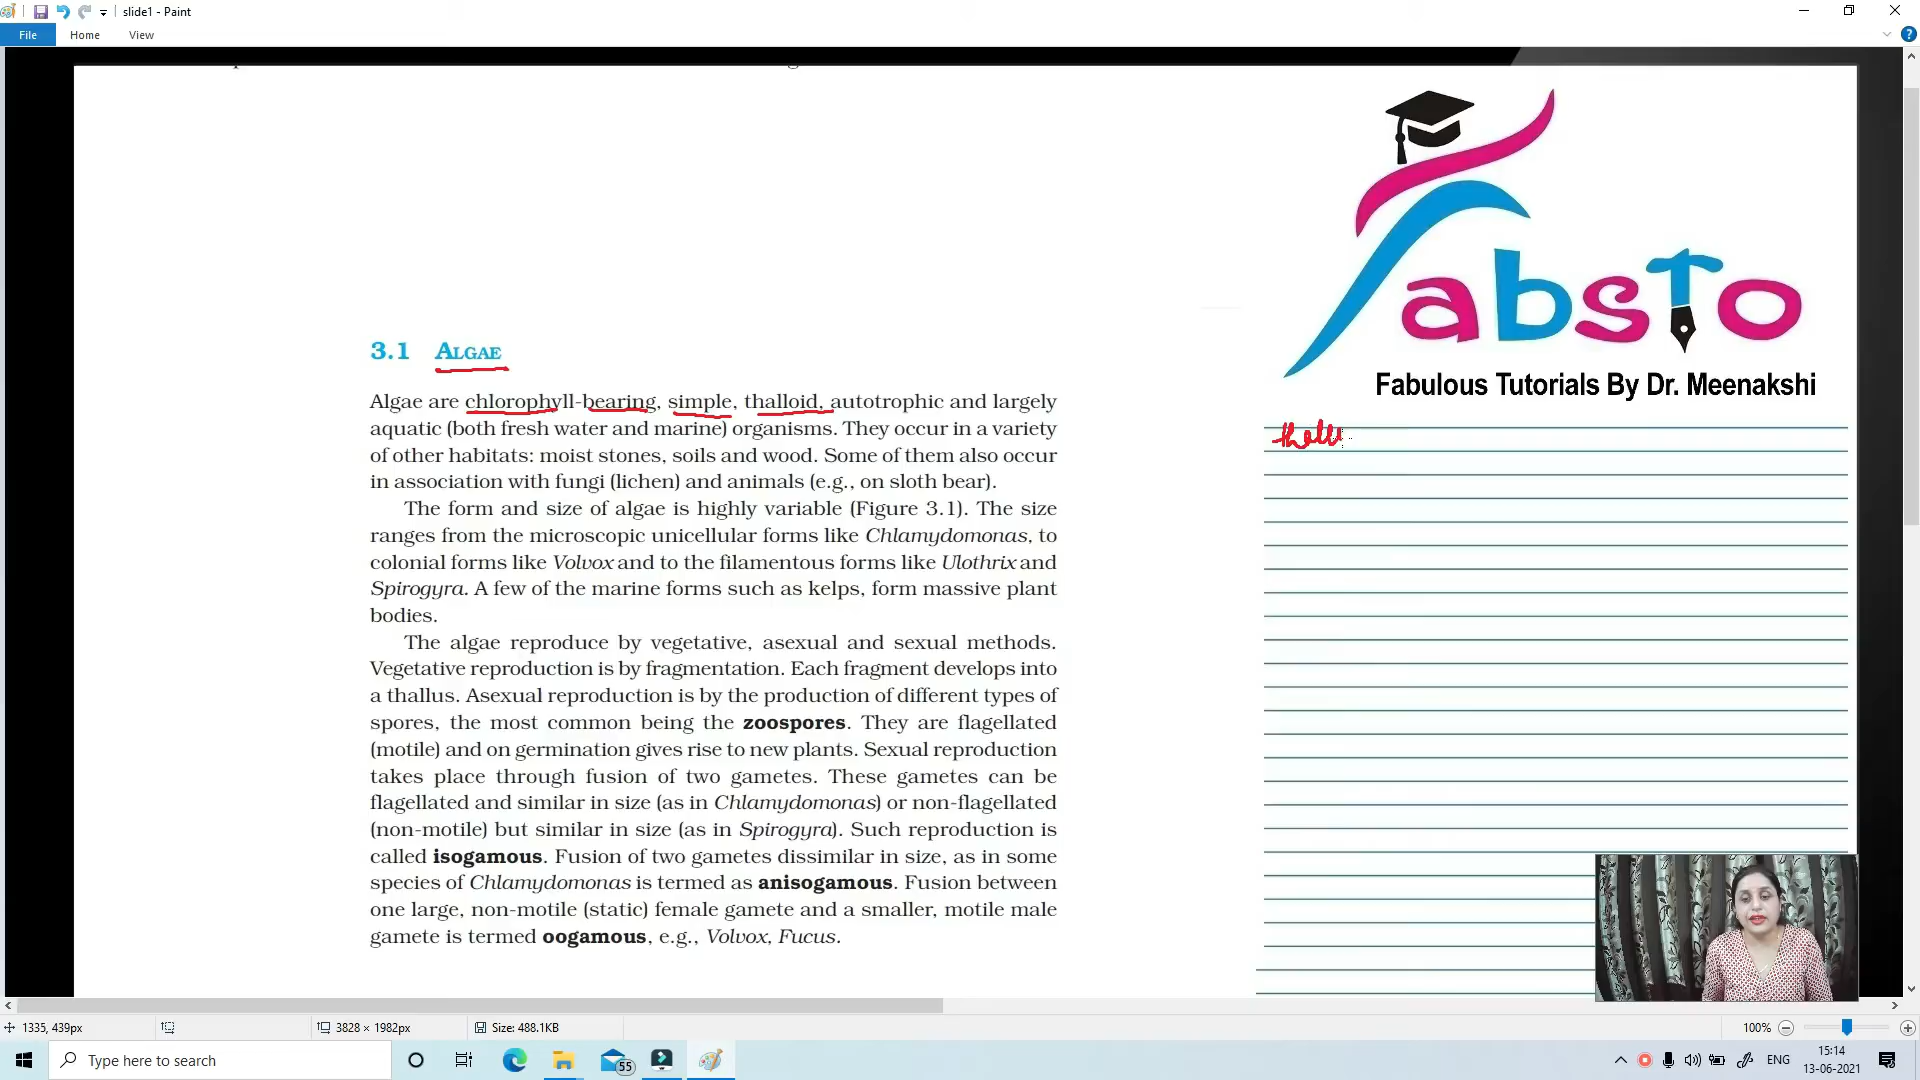 slide1 - Paint
File Home View
absTo
Fabulous Tutorials By Dr. Meenakshi
3.1 ALGAE
Algae are chlorophyll-bearing, simple, thalloid, autotrophic and largely
aquatic (both fresh water and marine) organisms. They occur in a variety
of other habitats: moist stones, soils and wood. Some of them also occur
in association with fungi (lichen) and animals (e.g., on sloth bear).
The form and size of algae is highly variable (Figure 3.1). The size
ranges from the microscopic unicellular forms like Chlamydomonas, to
colonial forms like Volvox and to the filamentous forms like Ulothrix and
Spirogyra. A few of the marine forms such as kelps, form massive plant
bodies.
The algae reproduce by vegetative, asexual and sexual methods.
Vegetative reproduction is by fragmentation. Each fragment develops into
a thallus. Asexual reproduction is by the production of different types of
spores, the most common being the zoospores. They are flagellated
(motile) and on germination gives rise to new plants. Sexual reproduction
takes place through fusion of two gametes. These gametes can be
flagellated and similar in size (as in Chlamydomonas) or non-flagellated
(non-motile) but similar in size (as in Spirogyra). Such reproduction is
called isogamous. Fusion of two gametes dissimilar in size, as in some
species of Chlamydomonas is termed as anisogamous. Fusion between
one large, non-motile (static) female gamete and a smaller, motile male
gamete is termed oogamous, e.g., Volvox, Fucus.
1335, 439px 3828 × 1982px Size: 488.1KB 100%
Type here to search 55 ENG 15:14
13-06-2021